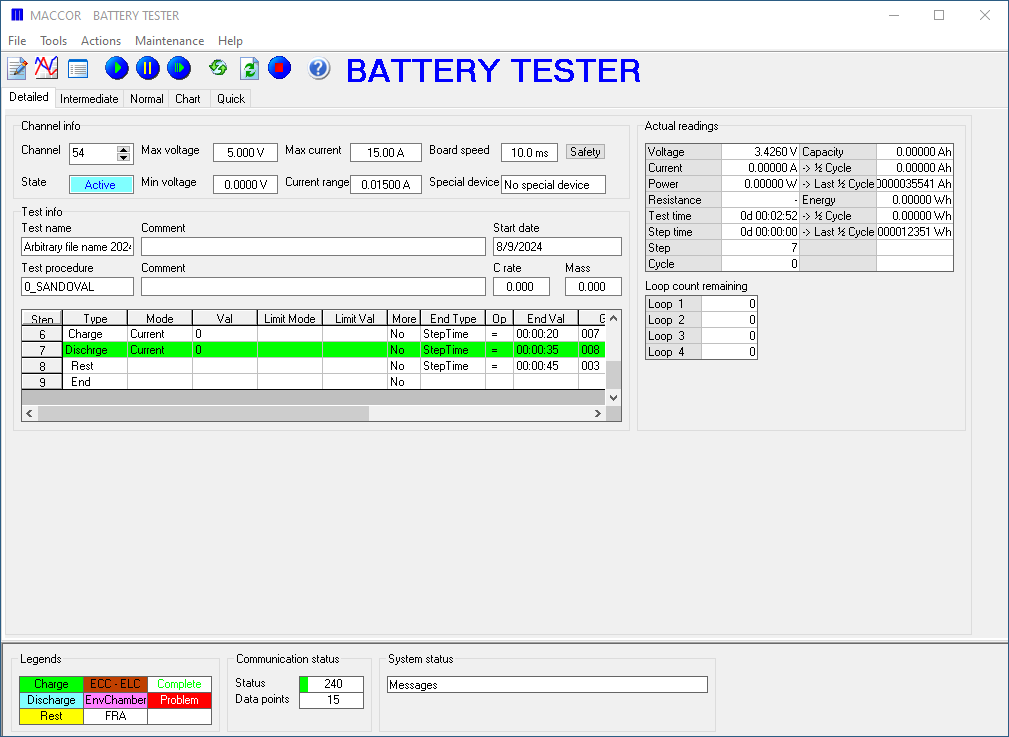 MACCOR BATTERY TESTER
File Tools Actions Maintenance Help
BATTERY TESTER
Detailed Intermediate Normal Chart Quick
Channel info
Channel 54 Max voltage 5.000 V Max current 15.00 A Board speed 10.0 ms Safety
State Active Min voltage 0.0000 V Current range 0.01500 A Special device No special device
Test info
Test name Comment Start date
Arbitrary file name 2024 8/9/2024
Test procedure Comment C rate Mass
0_SANDOVAL 0.000 0.000
Step Type Mode Val Limit Mode Limit Val More End Type Op End Val G
6 Charge Current 0 No StepTime = 00:00:20 007
7 Dischrge Current 0 No StepTime = 00:00:35 008
8 Rest No StepTime = 00:00:45 003
9 End No
Actual readings
Voltage 3.4260 V Capacity 0.00000 Ah
Current 0.00000 A -> ½ Cycle 0.00000 Ah
Power 0.00000 W -> Last ½ Cycle 0000035541 Ah
Resistance - Energy 0.00000 Wh
Test time 0d 00:02:52 -> ½ Cycle 0.00000 Wh
Step time 0d 00:00:00 -> Last ½ Cycle 000012351 Wh
Step 7
Cycle 0
Loop count remaining
Loop 1 0
Loop 2 0
Loop 3 0
Loop 4 0
Legends
Charge ECC - ELC Complete
Discharge EnvChamber Problem
Rest FRA
Communication status
Status 240
Data points 15
System status
Messages